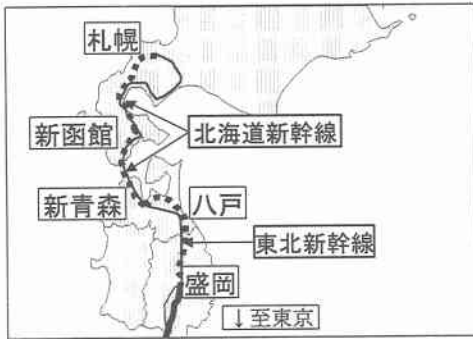 札幌
新函館
北海道新幹線
新青森
八戸
東北新幹線
盛岡
↓至東京